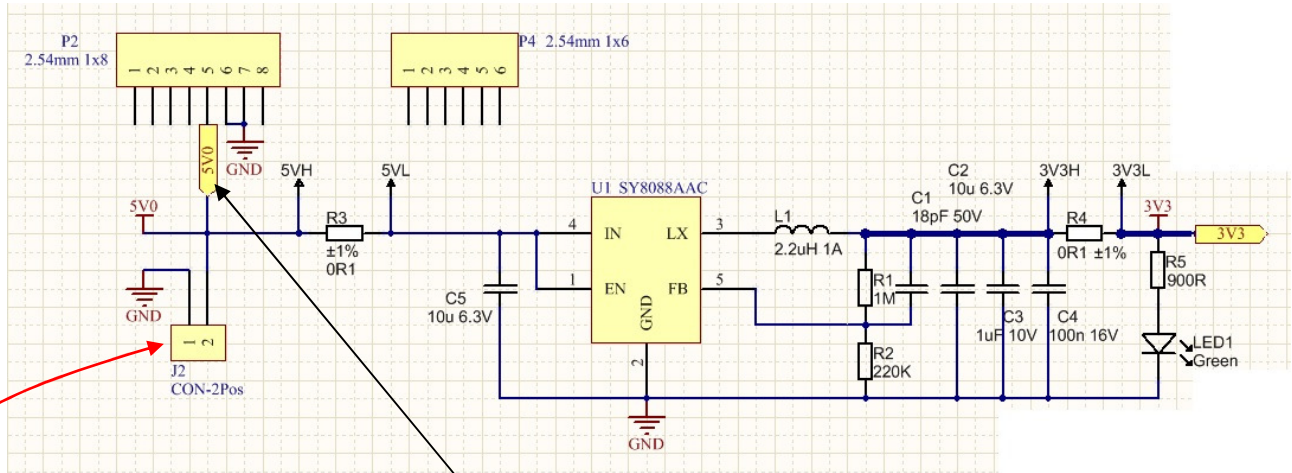 P2
2.54mm 1x8
1 2 3 4 5 6 7 8
P4 2.54mm 1x6
1 2 3 4 5 6
5V0
GND
5V0
5VH
5VL
R3
±1%
0R1
GND
1 2
J2
CON-2Pos
C5
10u 6.3V
U1 SY8088AAC
4 IN LX 3
1 EN FB 5
GND
2
GND
L1
2.2uH 1A
R1
1M
R2
220K
C1
18pF 50V
C2
10u 6.3V
C3
1uF 10V
C4
100n 16V
3V3H
3V3L
R4
0R1 ±1%
3V3
3V3
R5
900R
LED1
Green